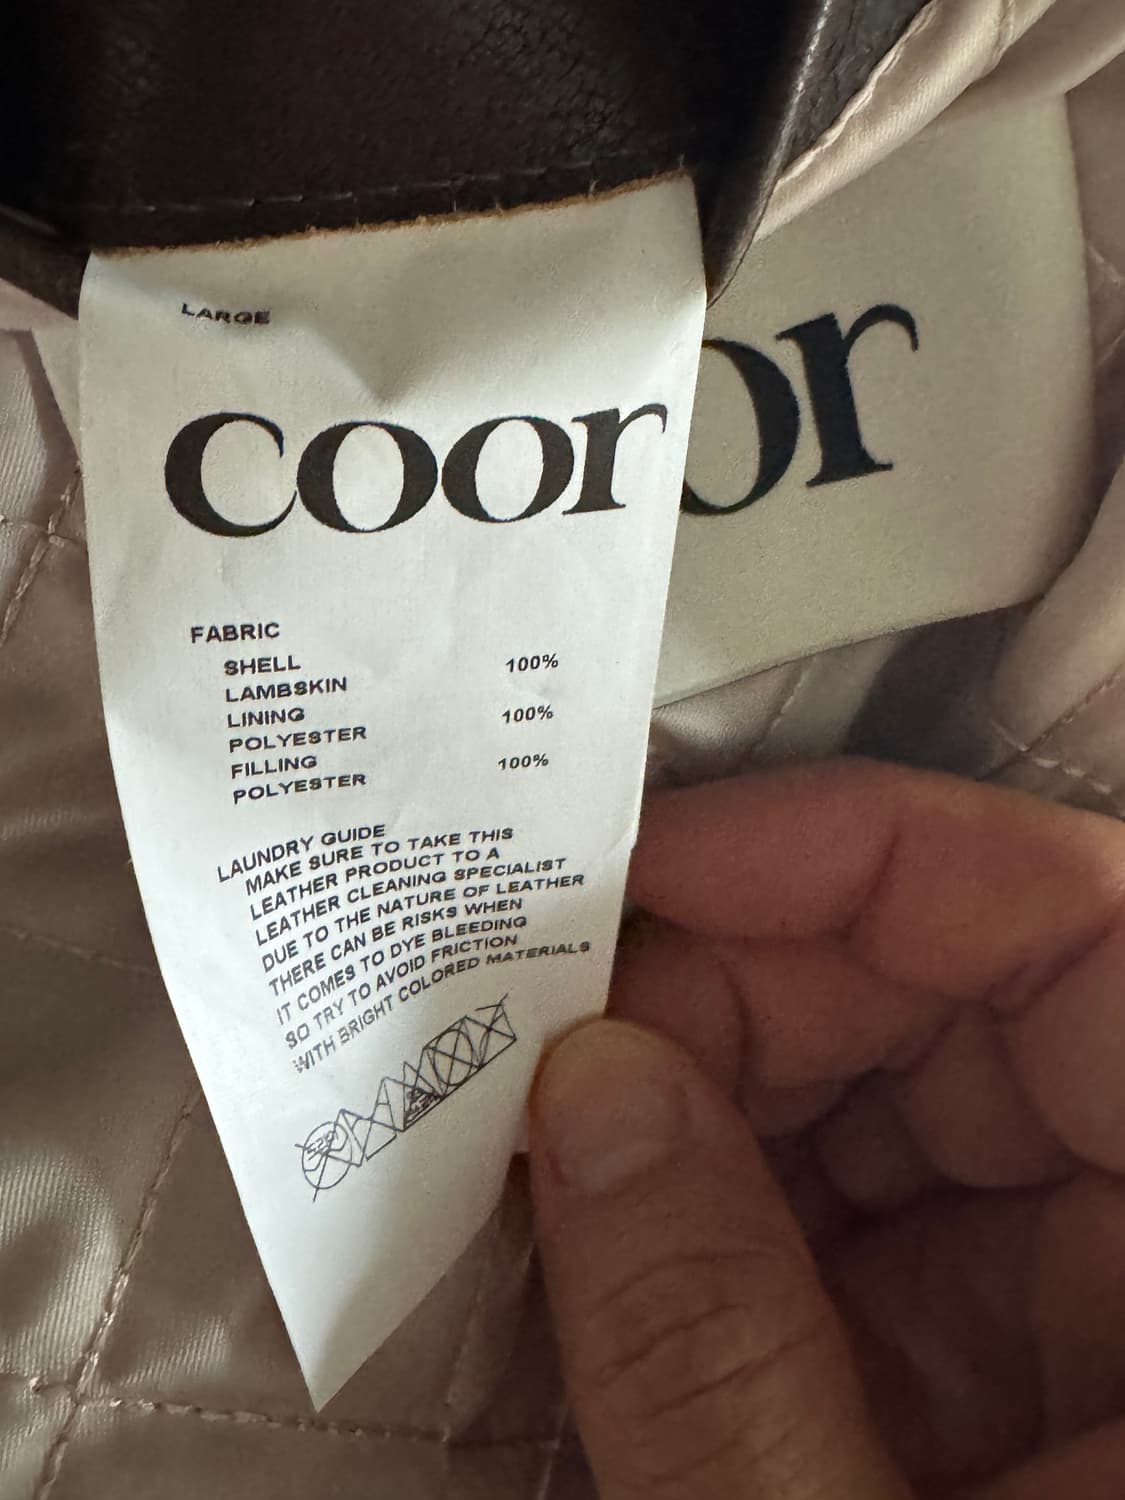 LARGE
coor
or
FABRIC
SHELL 100%
LAMBSKIN
LINING 100%
POLYESTER
FILLING 100%
POLYESTER
LAUNDRY GUIDE
MAKE SURE TO TAKE THIS
LEATHER PRODUCT TO A
LEATHER CLEANING SPECIALIST
DUE TO THE NATURE OF LEATHER
THERE CAN BE RISKS WHEN
IT COMES TO DYE BLEEDING
SO TRY TO AVOID FRICTION
WITH BRIGHT COLORED MATERIALS